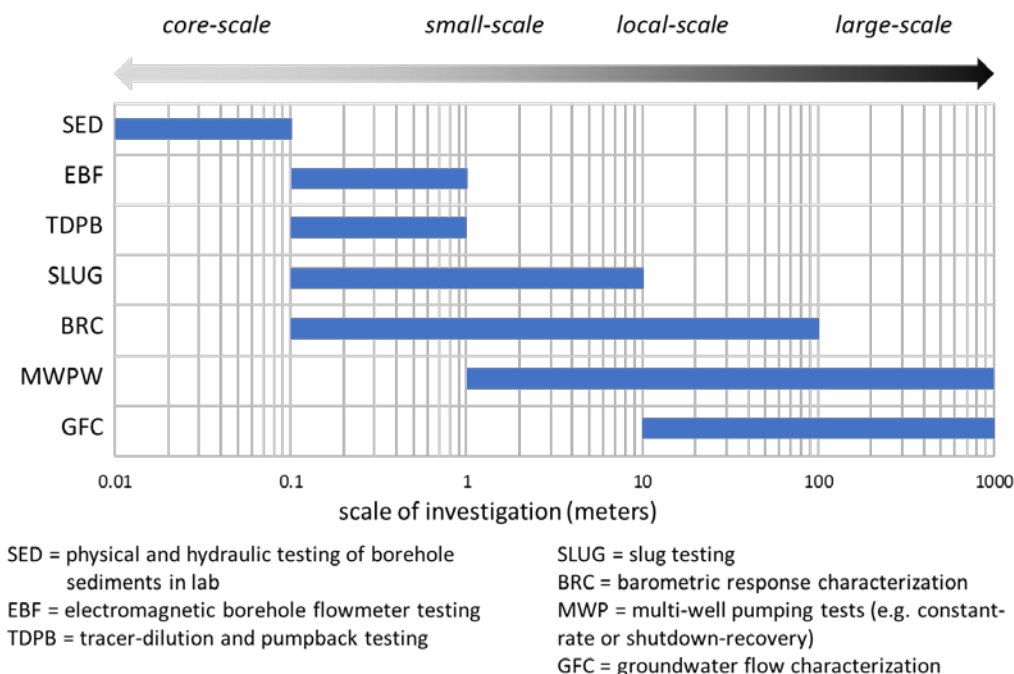 core-scale small-scale local-scale large-scale
SED
EBF
TDPB
SLUG
BRC
MWPW
GFC
0.01 0.1 1 10 100 1000
scale of investigation (meters)
SED = physical and hydraulic testing of borehole
sediments in lab
EBF = electromagnetic borehole flowmeter testing
TDPB = tracer-dilution and pumpback testing
SLUG = slug testing
BRC = barometric response characterization
MWP = multi-well pumping tests (e.g. constant-
rate or shutdown-recovery)
GFC = groundwater flow characterization